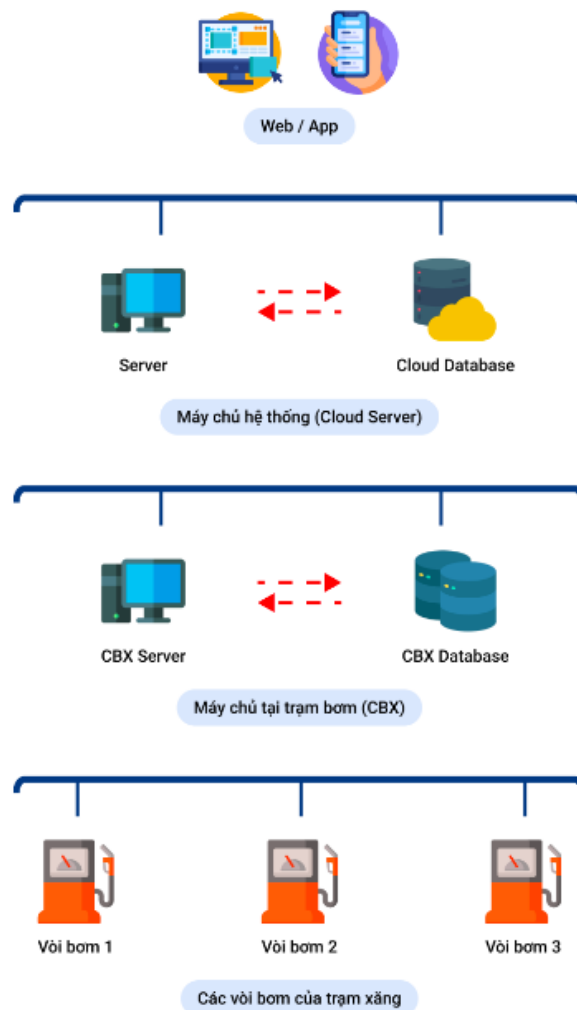 Web / App
Server
Cloud Database
Máy chủ hệ thống (Cloud Server)
CBX Server
CBX Database
Máy chủ tại trạm bơm (CBX)
Vòi bơm 1
Vòi bơm 2
Vòi bơm 3
Các vòi bơm của trạm xăng